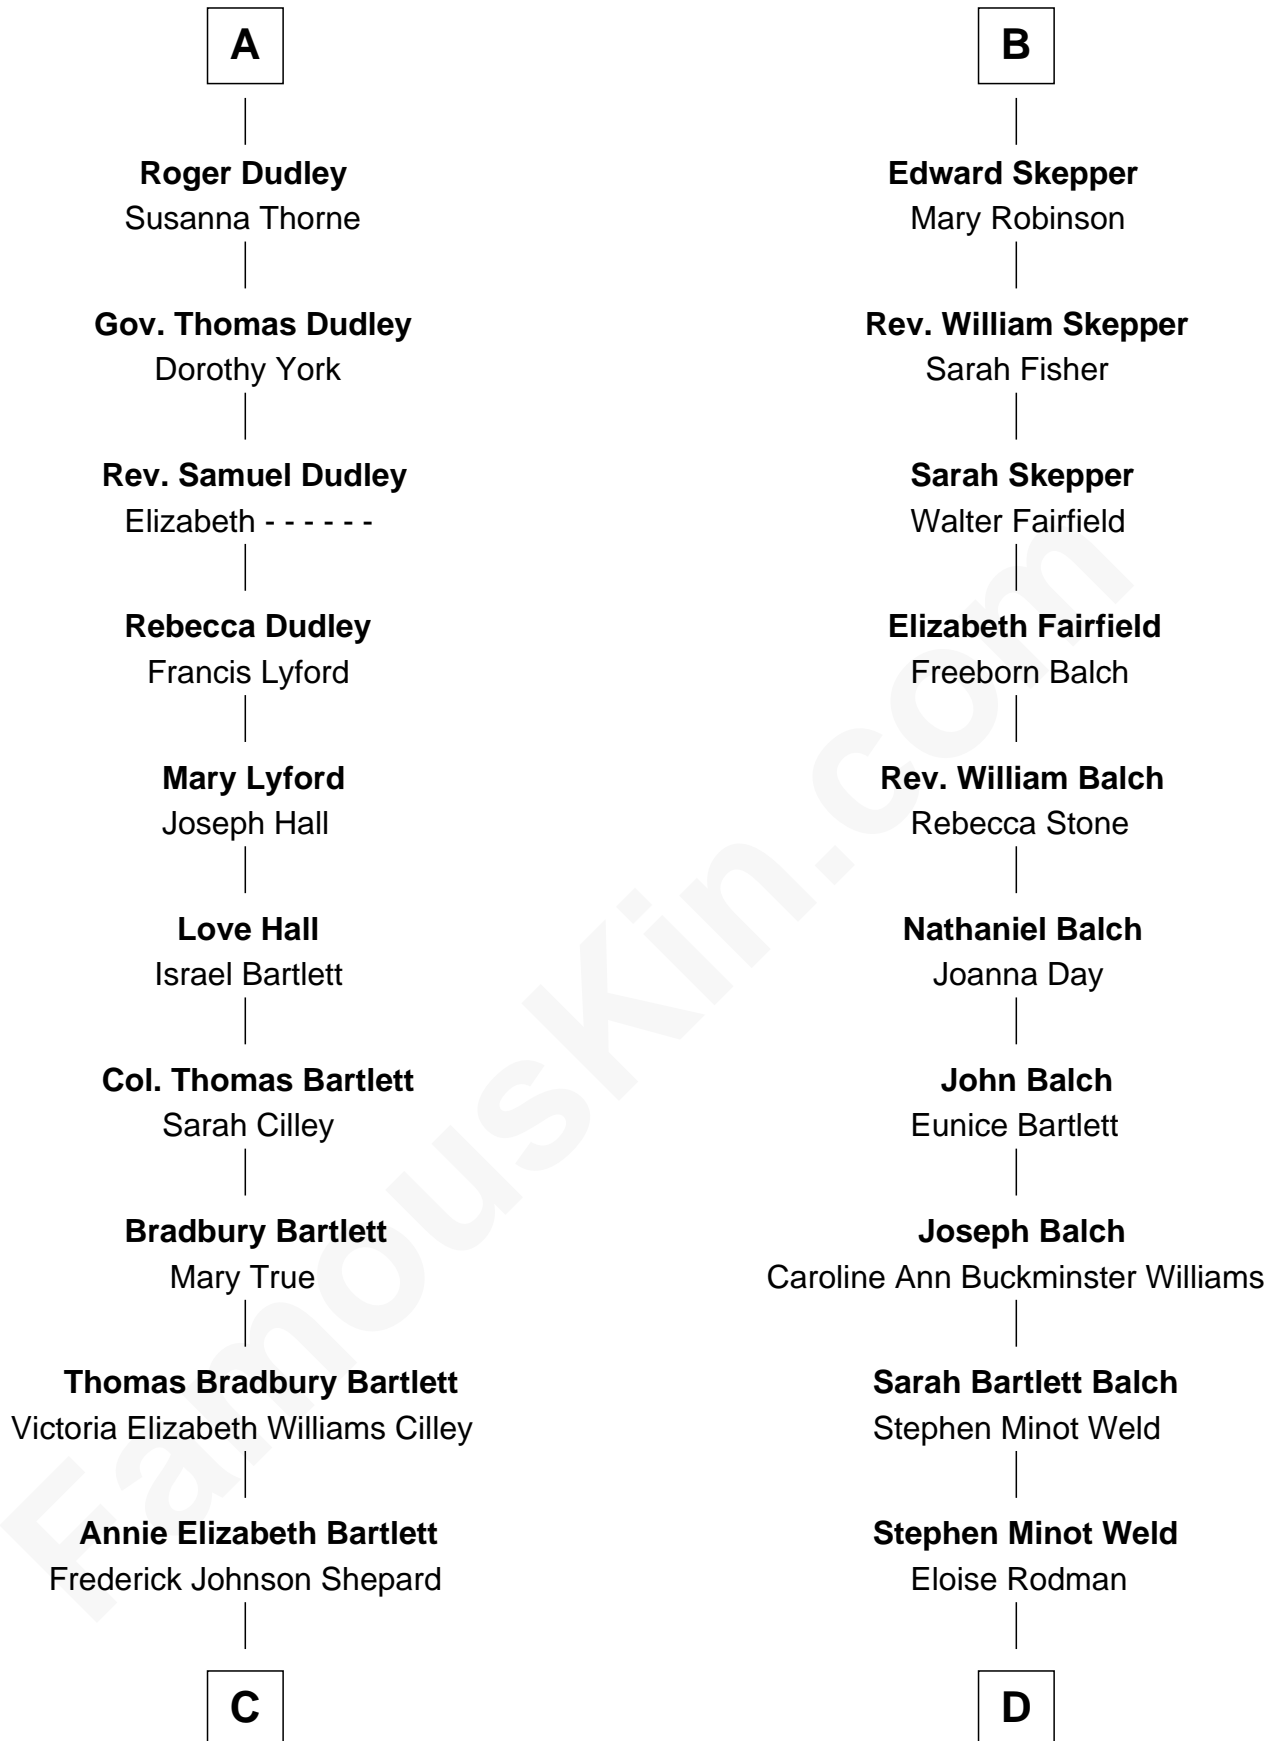 A
Roger Dudley
Susanna Thorne
Gov. Thomas Dudley
Dorothy York
Rev. Samuel Dudley
Elizabeth - - - - - -
Rebecca Dudley
Francis Lyford
Mary Lyford
Joseph Hall
Love Hall
Israel Bartlett
Col. Thomas Bartlett
Sarah Cilley
Bradbury Bartlett
Mary True
Thomas Bradbury Bartlett
Victoria Elizabeth Williams Cilley
Annie Elizabeth Bartlett
Frederick Johnson Shepard
C
B
Edward Skepper
Mary Robinson
Rev. William Skepper
Sarah Fisher
Sarah Skepper
Walter Fairfield
Elizabeth Fairfield
Freeborn Balch
Rev. William Balch
Rebecca Stone
Nathaniel Balch
Joanna Day
John Balch
Eunice Bartlett
Joseph Balch
Caroline Ann Buckminster Williams
Sarah Bartlett Balch
Stephen Minot Weld
Stephen Minot Weld
Eloise Rodman
D
FamousKin.com